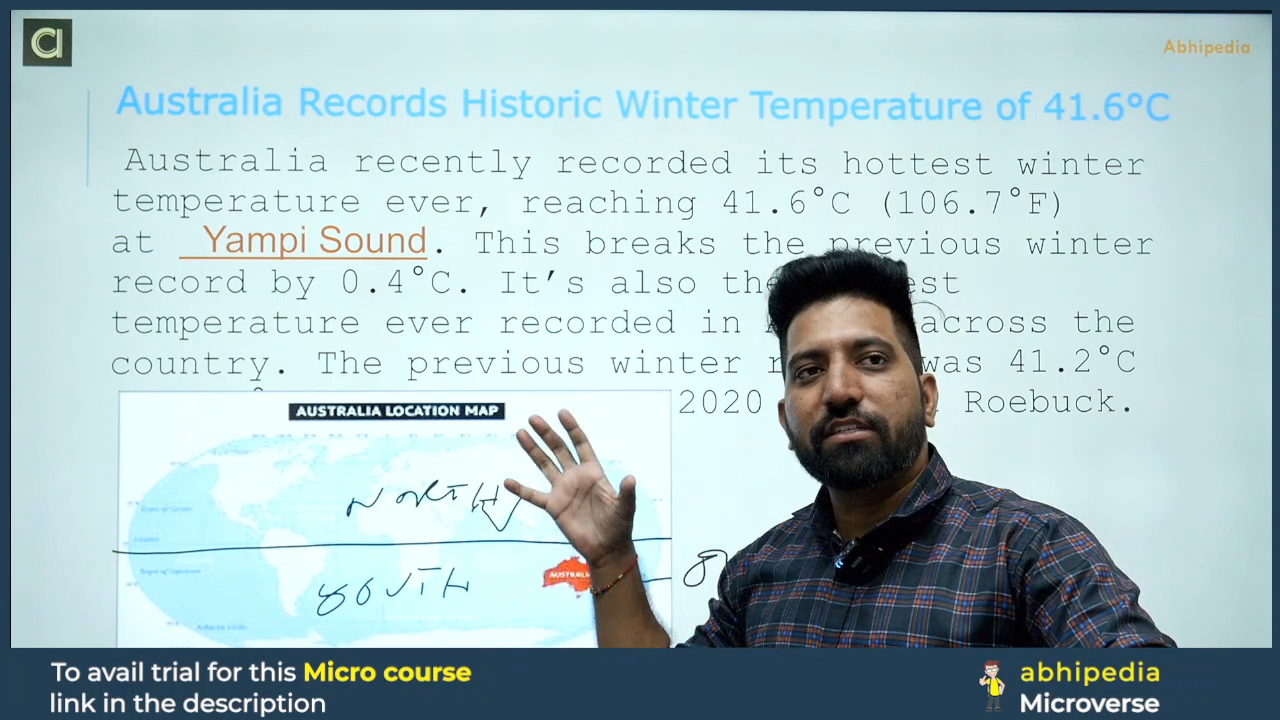 Abhipedia
Australia Records Historic Winter Temperature of 41.6°C
Australia recently recorded its hottest winter
temperature ever, reaching 41.6°C (106.7°F)
at Yampi Sound. This breaks the previous winter
record by 0.4°C. It's also the
temperature ever recorded in across the
country. The previous winter was 41.2°C
2020 Roebuck.
AUSTRALIA LOCATION MAP
NORTH
SOUTH
AUSTRALIA
To avail trial for this Micro course
link in the description
abhipedia
Microverse